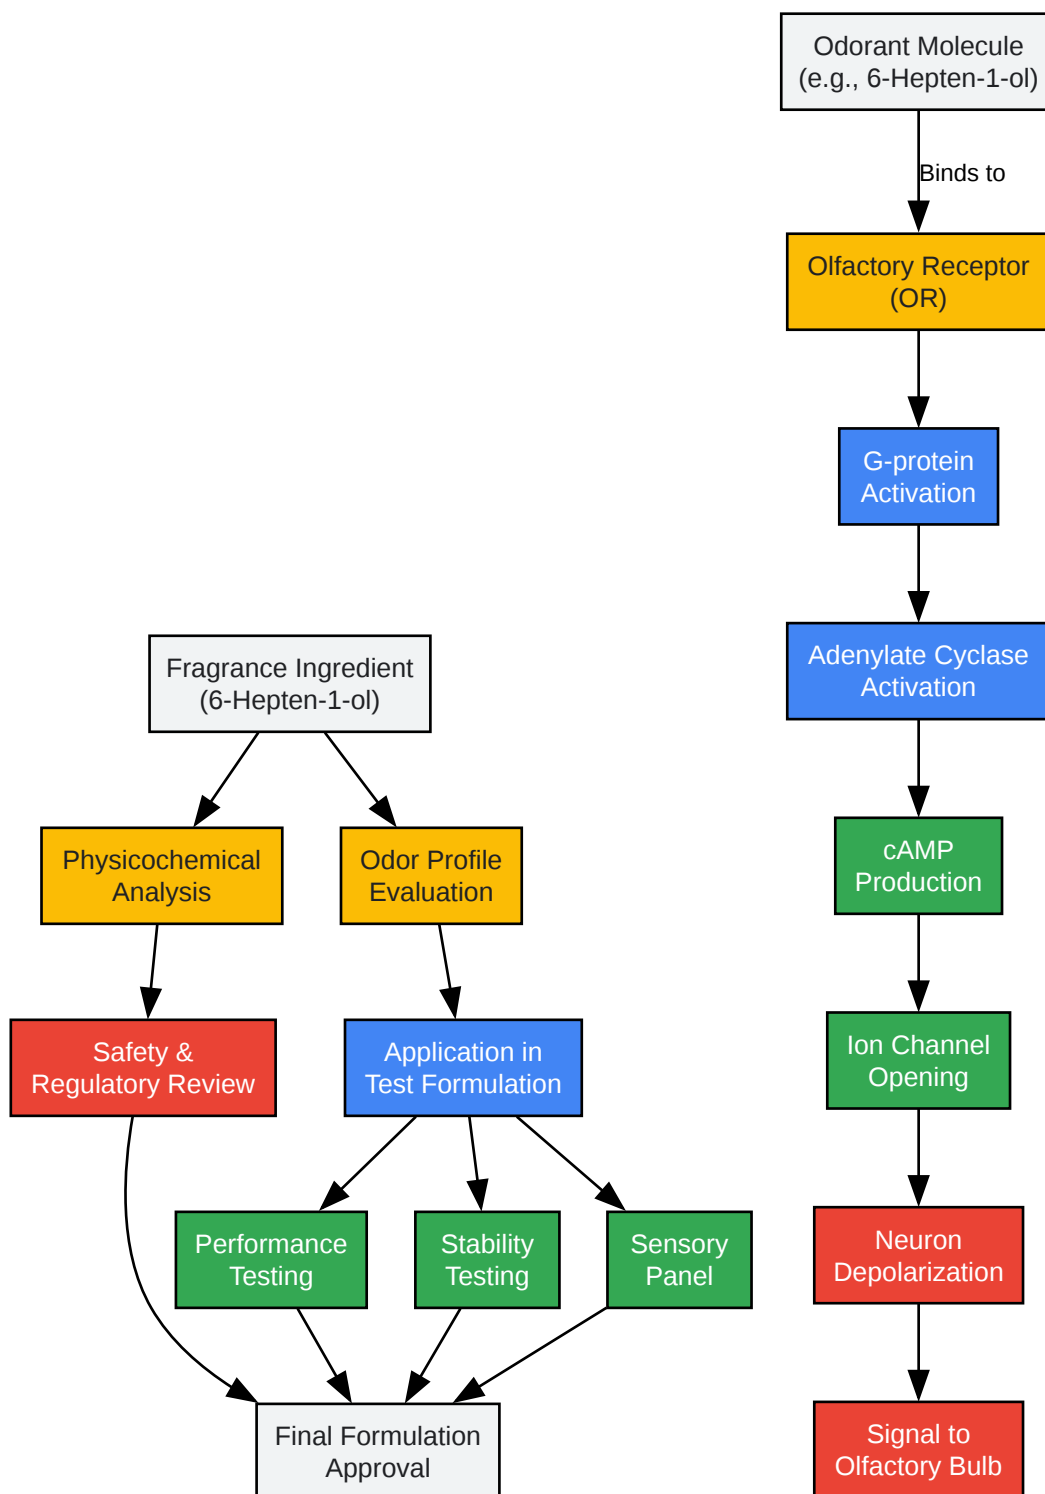 Odorant Molecule
(e.g., 6-Hepten-1-ol)
Binds to
Olfactory Receptor
(OR)
G-protein
Activation
Adenylate Cyclase
Activation
cAMP
Production
Ion Channel
Opening
Neuron
Depolarization
Signal to
Olfactory Bulb
Fragrance Ingredient
(6-Hepten-1-ol)
Physicochemical
Analysis
Odor Profile
Evaluation
Safety &
Regulatory Review
Application in
Test Formulation
Performance
Testing
Stability
Testing
Sensory
Panel
Final Formulation
Approval